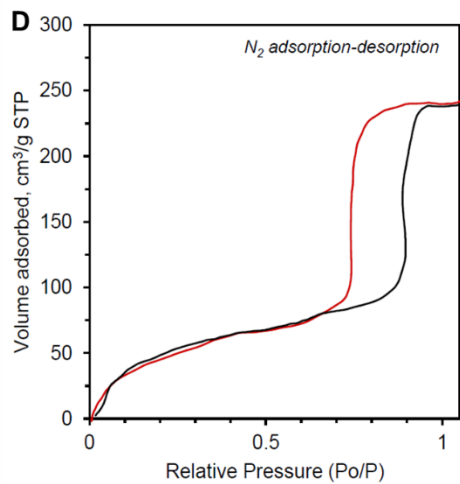 D
N₂ adsorption-desorption
Volume adsorbed, cm³/g STP
300
250
200
150
100
50
0
0 0.5 1
Relative Pressure (Po/P)